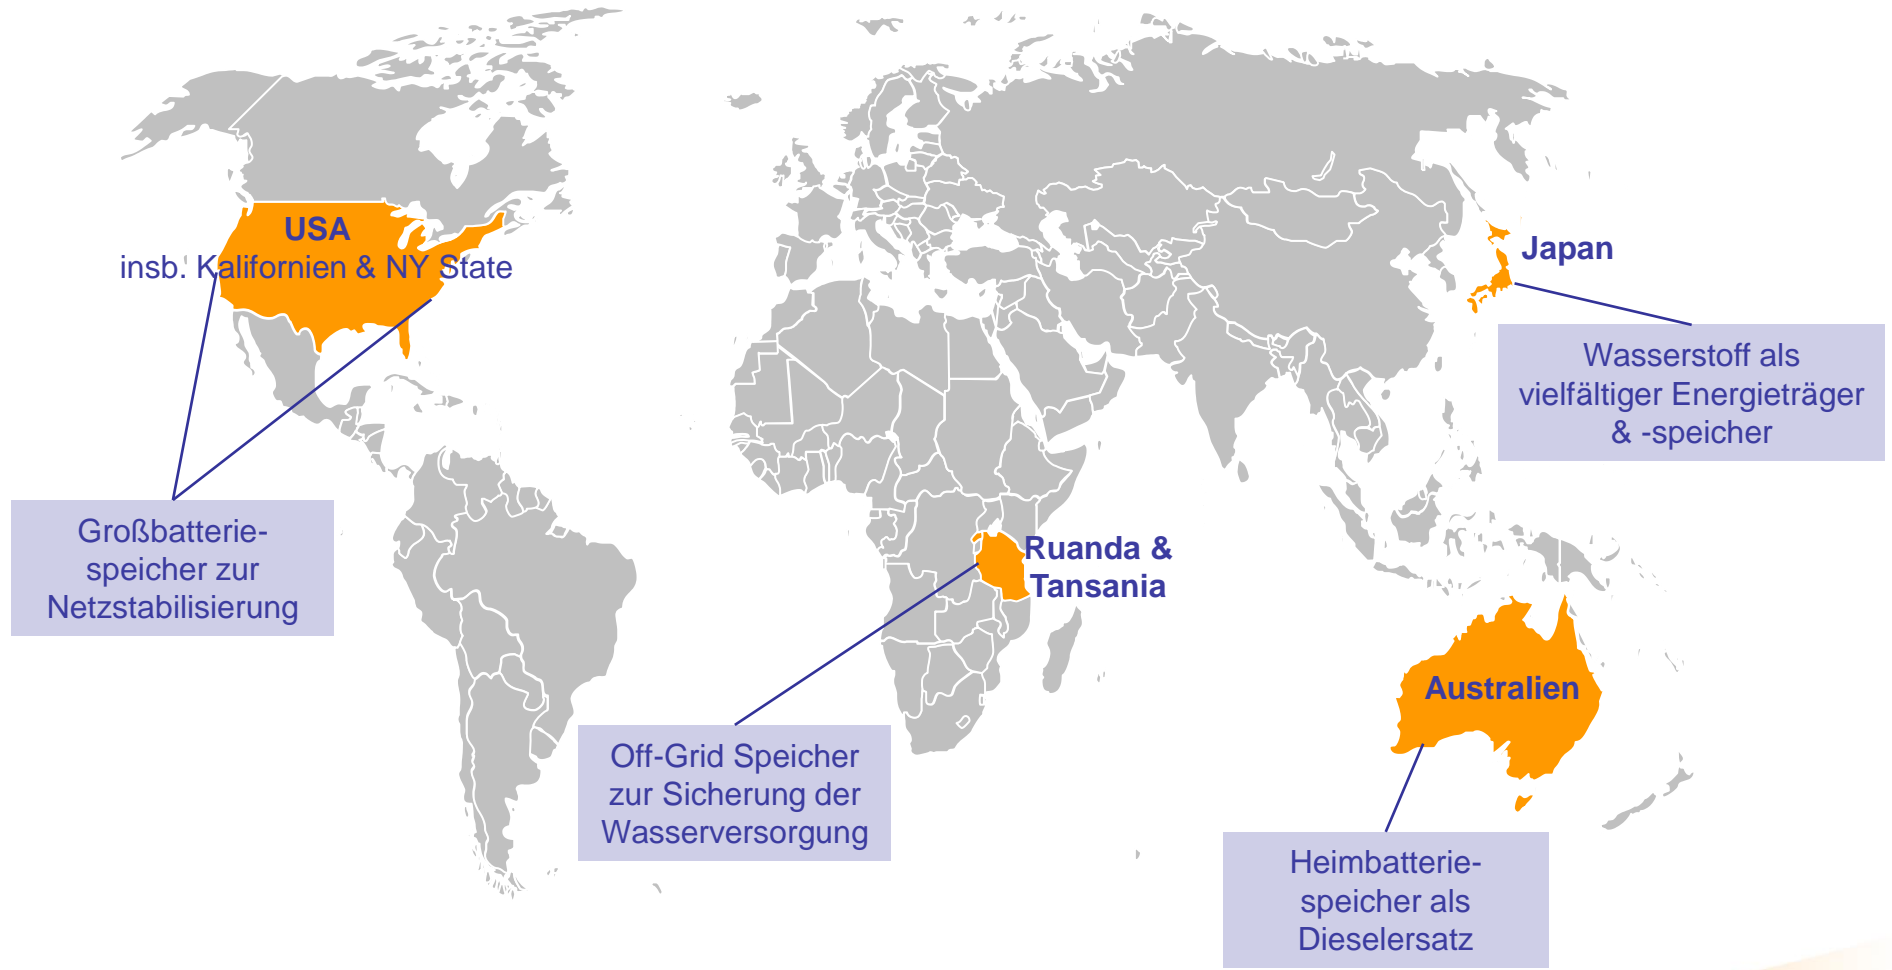 USA
insb. Kalifornien & NY State
Großbatterie-
speicher zur
Netzstabilisierung
Ruanda &
Tansania
Off-Grid Speicher
zur Sicherung der
Wasserversorgung
Japan
Wasserstoff als
vielfältiger Energieträger
& -speicher
Australien
Heimbatterie-
speicher als
Dieselersatz